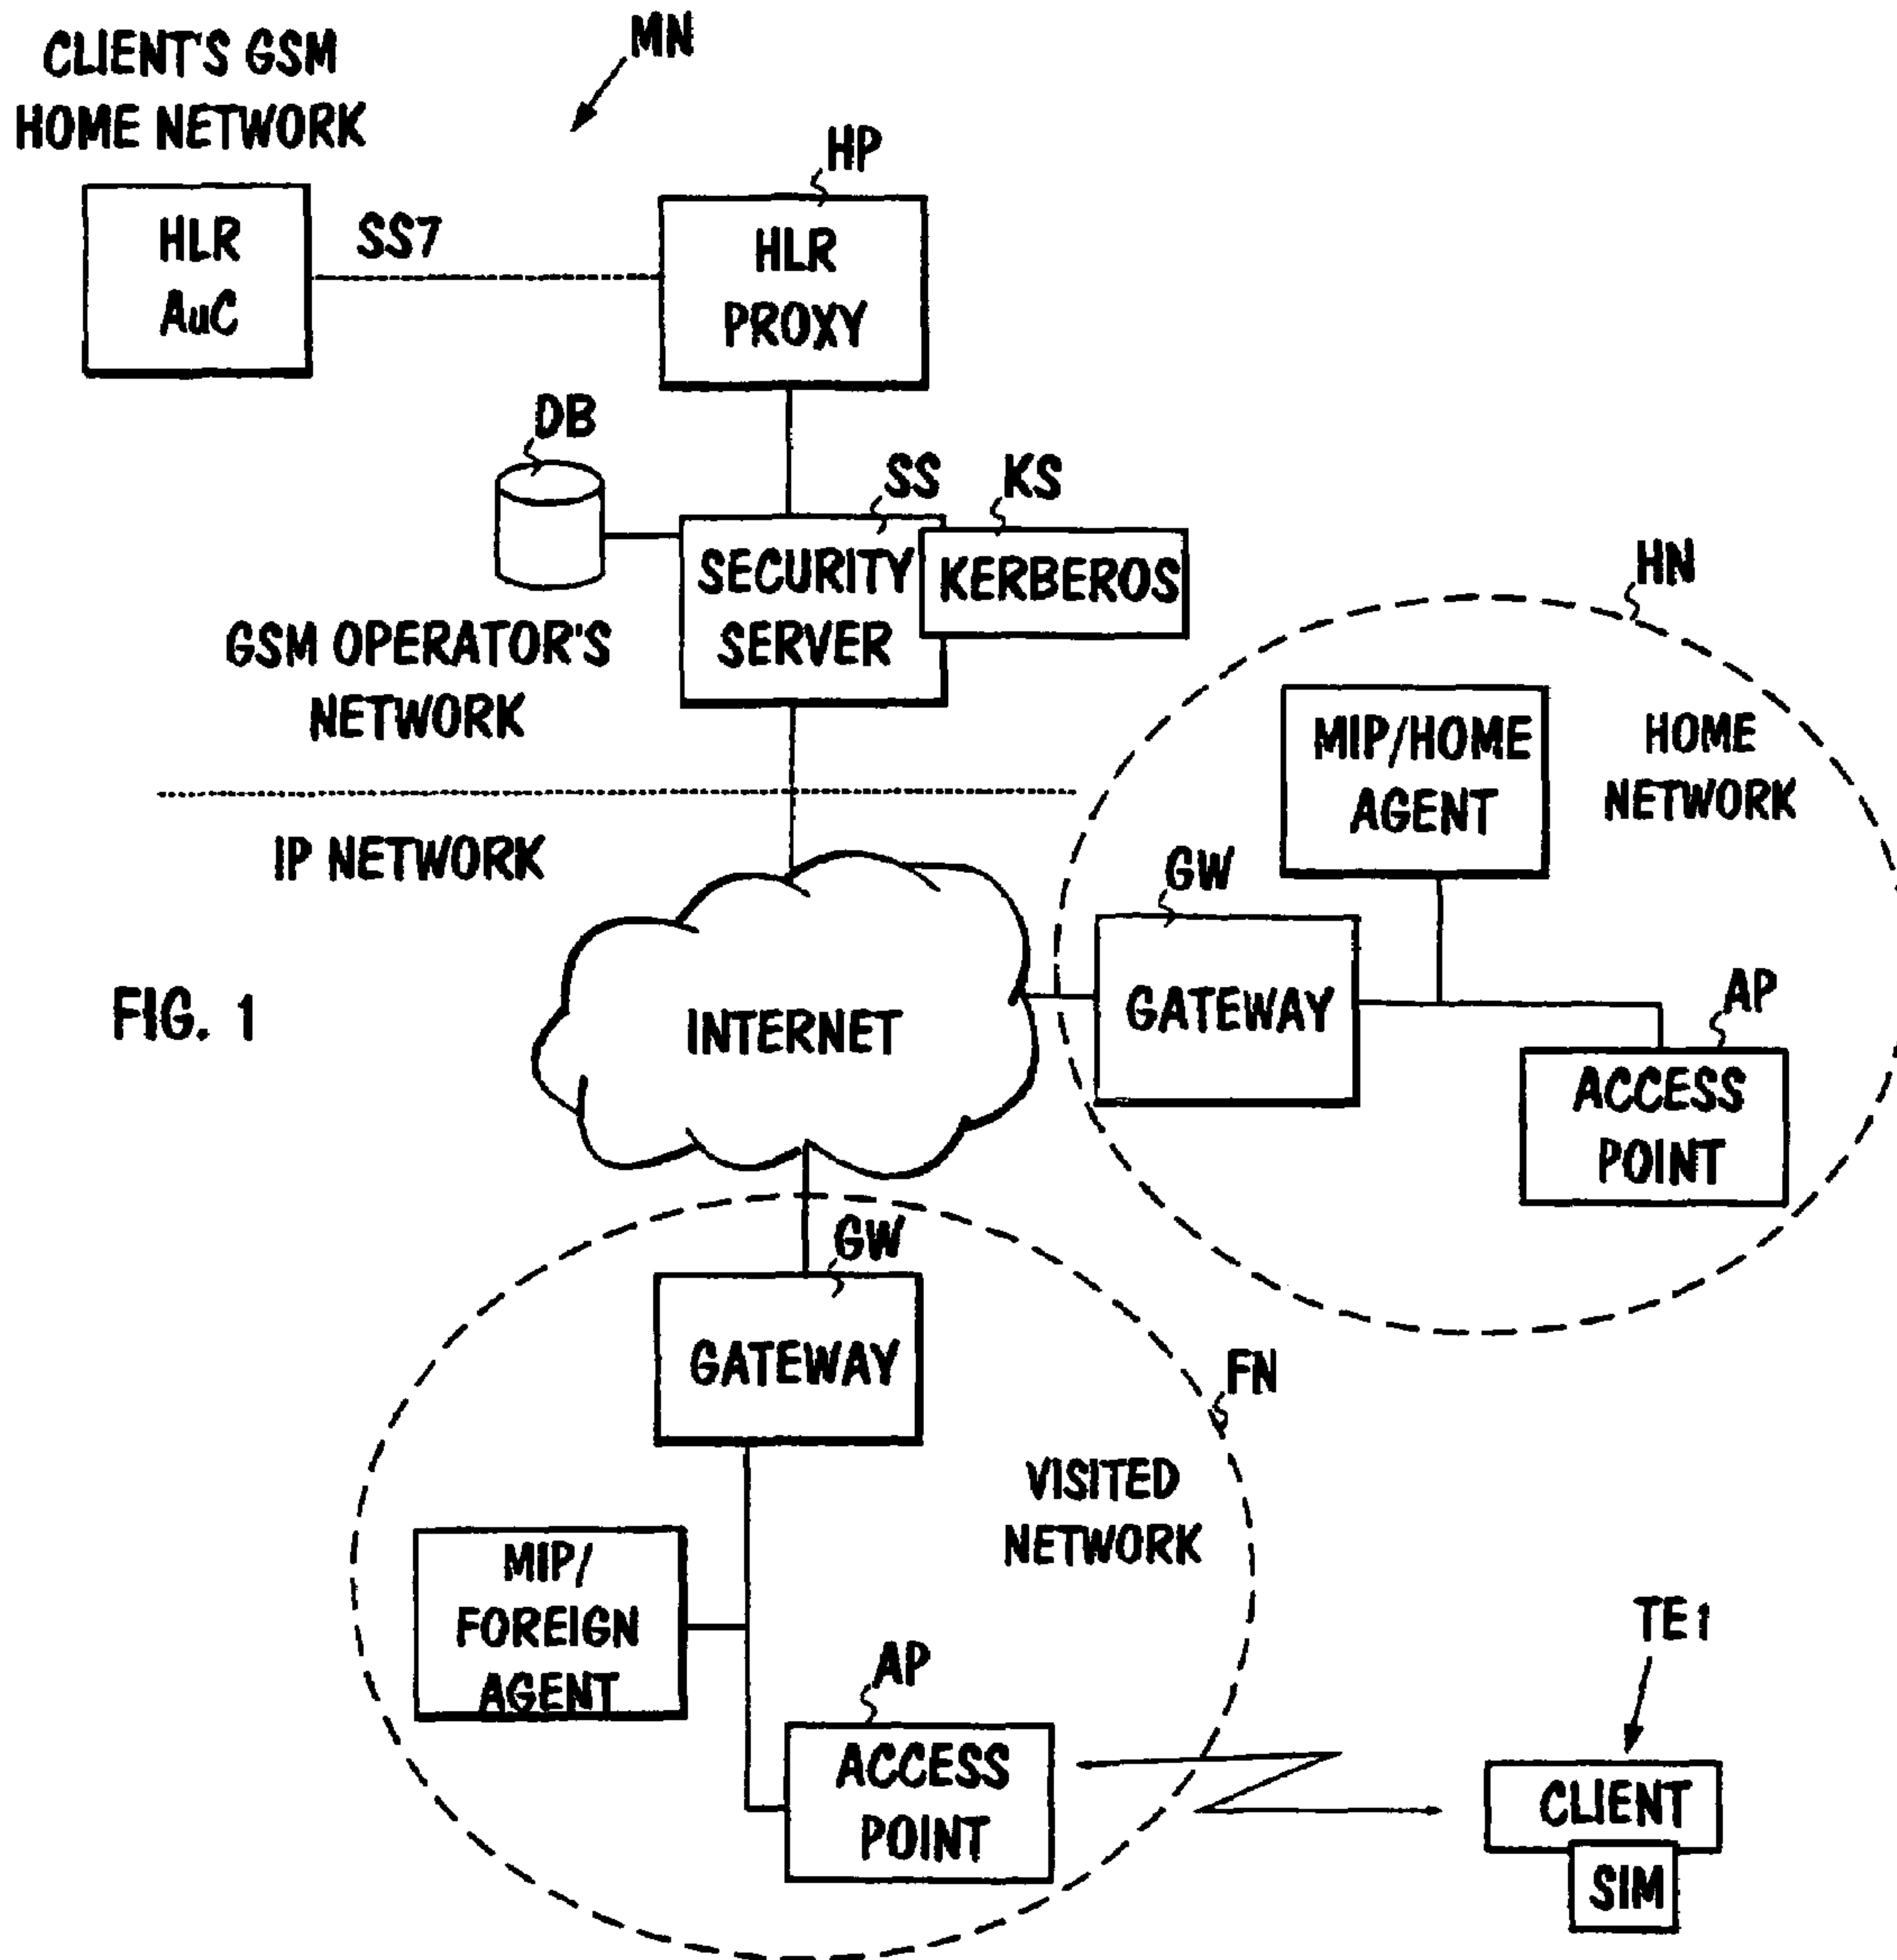 CLIENT'S GSM
HOME NETWORK
MN
HP
HLR
AuC
SS7
HLR
PROXY
DB
SS
KS
SECURITY
SERVER
KERBEROS
GSM OPERATOR'S
NETWORK
HN
MIP/HOME
AGENT
HOME
NETWORK
IP NETWORK
GW
GATEWAY
AP
ACCESS
POINT
FIG. 1
INTERNET
GW
GATEWAY
FN
VISITED
NETWORK
MIP/
FOREIGN
AGENT
AP
ACCESS
POINT
TE1
CLIENT
SIM